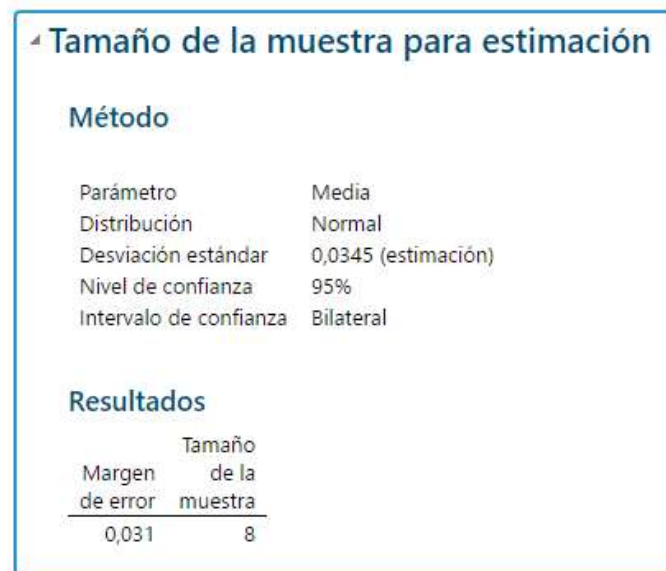 Tamaño de la muestra para estimación
Método
Parámetro Media
Distribución Normal
Desviación estándar 0,0345 (estimación)
Nivel de confianza 95%
Intervalo de confianza Bilateral
Resultados
Tamaño
Margen de la
de error muestra
0,031 8